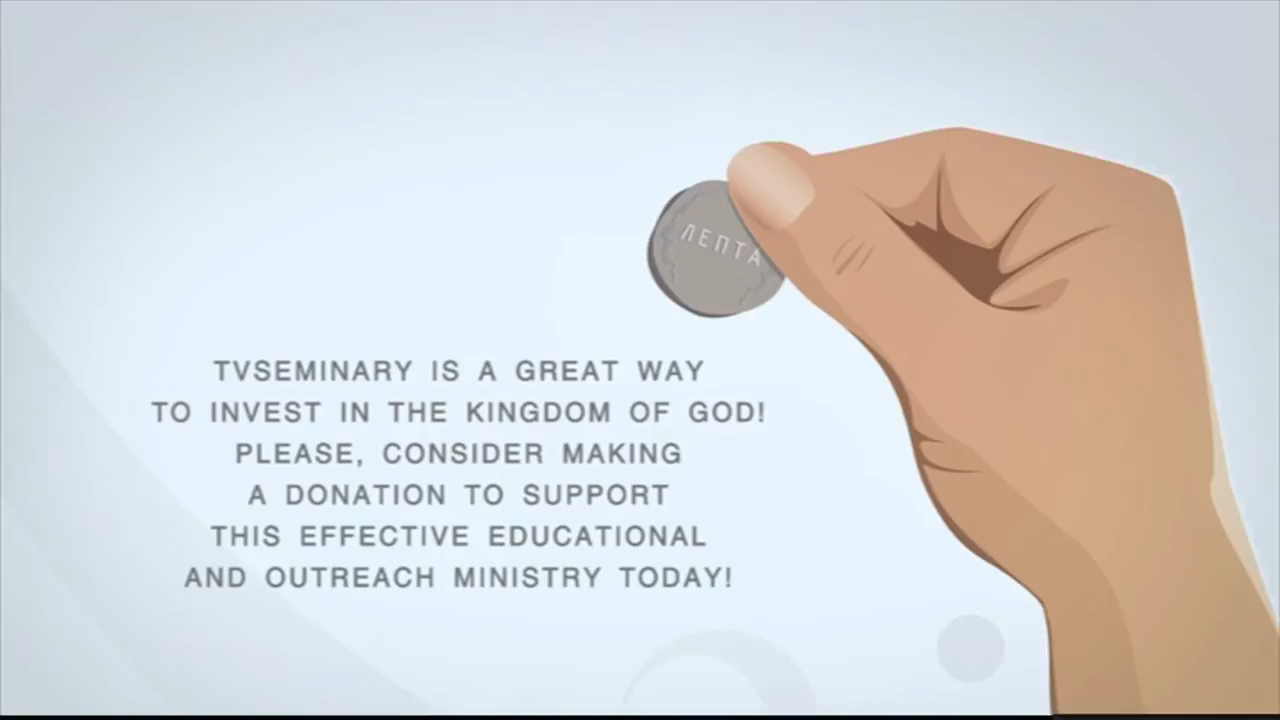 ΛΕΠΤΑ
TVSEMINARY IS A GREAT WAY
TO INVEST IN THE KINGDOM OF GOD!
PLEASE, CONSIDER MAKING
A DONATION TO SUPPORT
THIS EFFECTIVE EDUCATIONAL
AND OUTREACH MINISTRY TODAY!